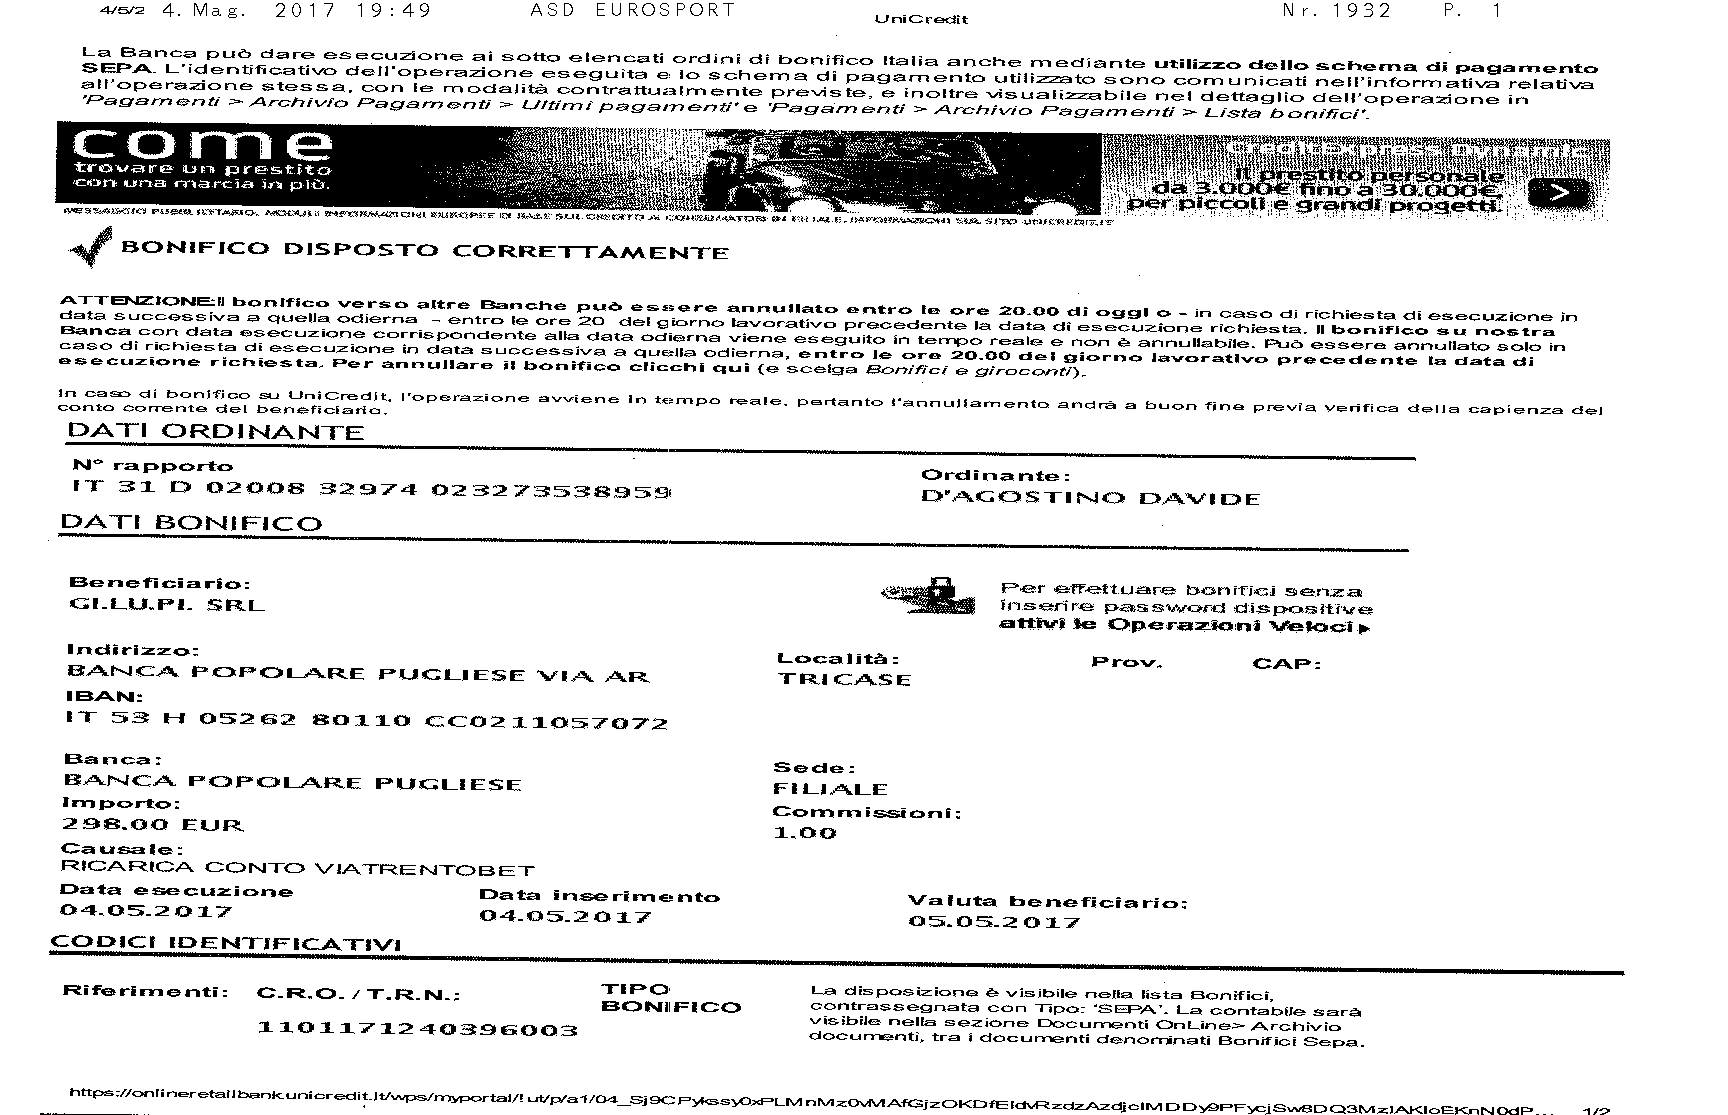 4/5/2 4. Mag. 2017 19:49 ASD EUROSPORT UniCredit Nr. 1932 P. 1
La Banca può dare esecuzione ai sotto elencati ordini di bonifico Italia anche mediante utilizzo dello schema di pagamento
SEPA. L'identificativo dell'operazione eseguita e lo schema di pagamento utilizzato sono comunicati nell'informativa relativa
all'operazione stessa, con le modalità contrattualmente previste, e inoltre visualizzabile nel dettaglio dell'operazione in
'Pagamenti > Archivio Pagamenti > Ultimi pagamenti' e 'Pagamenti > Archivio Pagamenti > Lista bonifici'.
come
trovare un prestito
con una marcia in più.
Il prestito personale
da 3.000€ fino a 30.000€
per piccoli e grandi progetti.
>
MESSAGGIO PUBBLICITARIO. MODULI INFORMAZIONI EUROPEE DI BASE SUL CREDITO AI CONSUMATORI IN FILIALE. INFORMAZIONI SUL SITO UNICREDIT.IT
BONIFICO DISPOSTO CORRETTAMENTE
ATTENZIONE:Il bonifico verso altre Banche può essere annullato entro le ore 20.00 di oggi o - in caso di richiesta di esecuzione in
data successiva a quella odierna - entro le ore 20 del giorno lavorativo precedente la data di esecuzione richiesta. Il bonifico su nostra
Banca con data esecuzione corrispondente alla data odierna viene eseguito in tempo reale e non è annullabile. Può essere annullato solo in
caso di richiesta di esecuzione in data successiva a quella odierna, entro le ore 20.00 del giorno lavorativo precedente la data di
esecuzione richiesta. Per annullare il bonifico clicchi qui (e scelga Bonifici e giroconti).
In caso di bonifico su UniCredit, l'operazione avviene in tempo reale, pertanto l'annullamento andrà a buon fine previa verifica della capienza del
conto corrente del beneficiario.
DATI ORDINANTE
N° rapporto Ordinante:
IT 31 D 02008 32974 023273538959 D'AGOSTINO DAVIDE
DATI BONIFICO
Beneficiario:
GI.LU.PI. SRL
Per effettuare bonifici senza
inserire password dispositive
attivi le Operazioni Veloci
Indirizzo: Località: Prov. CAP:
BANCA POPOLARE PUGLIESE VIA AR TRICASE
IBAN:
IT 53 H 05262 80110 CC0211057072
Banca: Sede:
BANCA POPOLARE PUGLIESE FILIALE
Importo: Commissioni:
298.00 EUR 1.00
Causale:
RICARICA CONTO VIATRENTOBET
Data esecuzione Data inserimento Valuta beneficiario:
04.05.2017 04.05.2017 05.05.2017
CODICI IDENTIFICATIVI
Riferimenti: C.R.O./T.R.N.: TIPO BONIFICO
1101171240396003
La disposizione è visibile nella lista Bonifici,
contrassegnata con Tipo: 'SEPA'. La contabile sarà
visibile nella sezione Documenti OnLine> Archivio
documenti, tra i documenti denominati Bonifici Sepa.
https://onlineretailbank.unicredit.it/wps/myportal/!ut/p/a1/04_Sj9CPykssy0xPLMnMz0vMAfGjzOKDfEIdvRzdzAzdjcIMDDy9PFycjSw8DQ3MzIAKIoEKnN0dP... 1/2